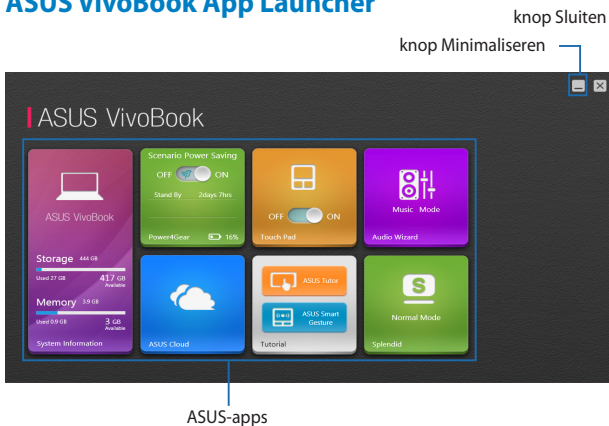 ASUS VivoBook App Launcher
knop Sluiten
knop Minimaliseren
ASUS VivoBook
ASUS VivoBook
Storage 444 GB
Used 27 GB 417 GB
Available
Memory 3.9 GB
Used 0.9 GB 3 GB
Available
System Information
Scenario Power Saving
OFF ON
Stand By 2days 7hrs
Power4Gear 16%
OFF ON
Touch Pad
Music Mode
Audio Wizard
ASUS Cloud
ASUS Tutor
ASUS Smart
Gesture
Tutorial
S
Normal Mode
Splendid
ASUS-apps